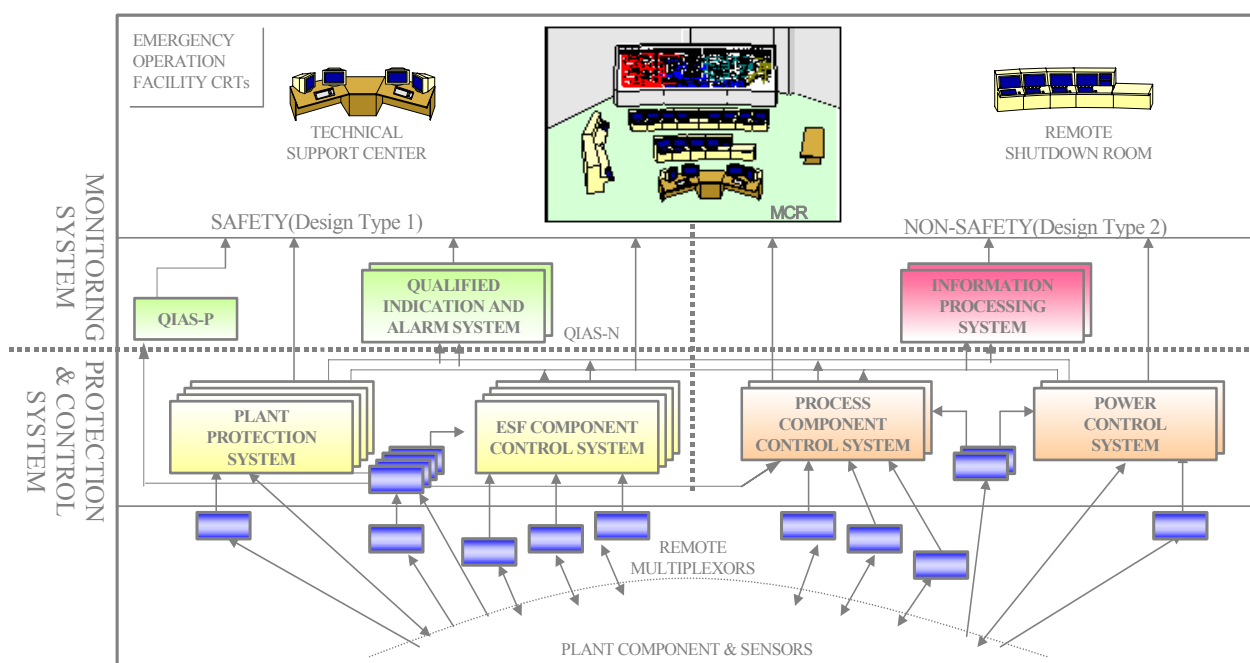 EMERGENCY
OPERATION
FACILITY CRTs
TECHNICAL
SUPPORT CENTER
MCR
REMOTE
SHUTDOWN ROOM
MONITORING
SYSTEM
SAFETY(Design Type 1)
NON-SAFETY(Design Type 2)
QIAS-P
QUALIFIED
INDICATION AND
ALARM SYSTEM
QIAS-N
INFORMATION
PROCESSING
SYSTEM
PROTECTION
& CONTROL
SYSTEM
PLANT
PROTECTION
SYSTEM
ESF COMPONENT
CONTROL SYSTEM
PROCESS
COMPONENT
CONTROL SYSTEM
POWER
CONTROL
SYSTEM
REMOTE
MULTIPLEXORS
PLANT COMPONENT & SENSORS